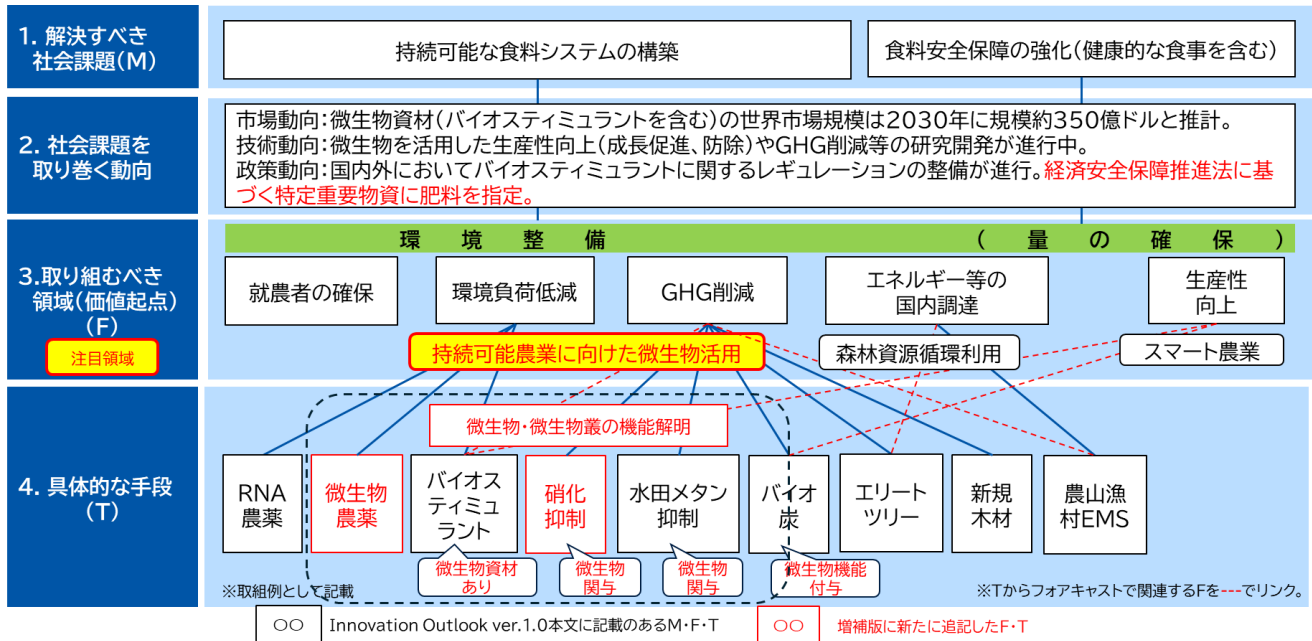 1. 解決すべき
社会課題(M)
持続可能な食料システムの構築
食料安全保障の強化(健康的な食事を含む)
2. 社会課題を
取り巻く動向
市場動向:微生物資材(バイオスティミュラントを含む)の世界市場規模は2030年に規模約350億ドルと推計。
技術動向:微生物を活用した生産性向上(成長促進、防除)やGHG削減等の研究開発が進行中。
政策動向:国内外においてバイオスティミュラントに関するレギュレーションの整備が進行。経済安全保障推進法に基
づく特定重要物資に肥料を指定。
3.取り組むべき
領域(価値起点)
(F)
注目領域
環境整備
(量の確保)
就農者の確保
環境負荷低減
GHG削減
エネルギー等の
国内調達
生産性
向上
持続可能農業に向けた微生物活用
森林資源循環利用
スマート農業
4. 具体的な手段
(T)
微生物・微生物叢の機能解明
RNA
農薬
微生物
農薬
バイオス
ティミュ
ラント
硝化
抑制
水田メタン
抑制
バイオ
炭
エリート
ツリー
新規
木材
農山漁
村EMS
微生物資材
あり
微生物
関与
微生物
関与
微生物機能
付与
※取組例として記載
※TからフォアキャストでF関連するFを---でリンク。
○○
Innovation Outlook ver.1.0本文に記載のあるM・F・T
○○
増補版に新たに追記したF・T